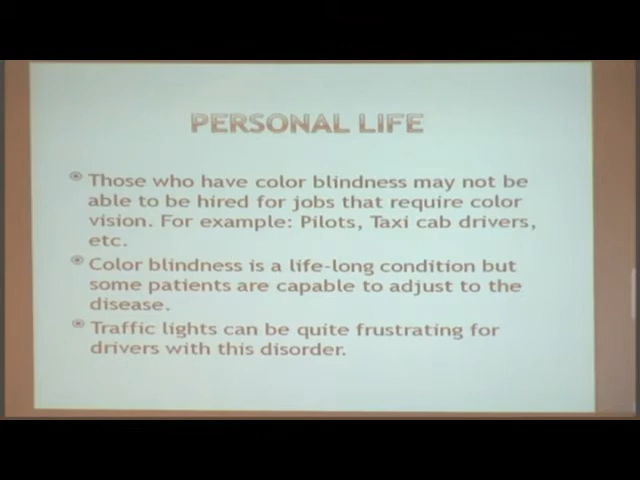 PERSONAL LIFE
Those who have color blindness may not be
able to be hired for jobs that require color
vision. For example: Pilots, Taxi cab drivers,
etc.
Color blindness is a life-long condition but
some patients are capable to adjust to the
disease.
Traffic lights can be quite frustrating for
drivers with this disorder.